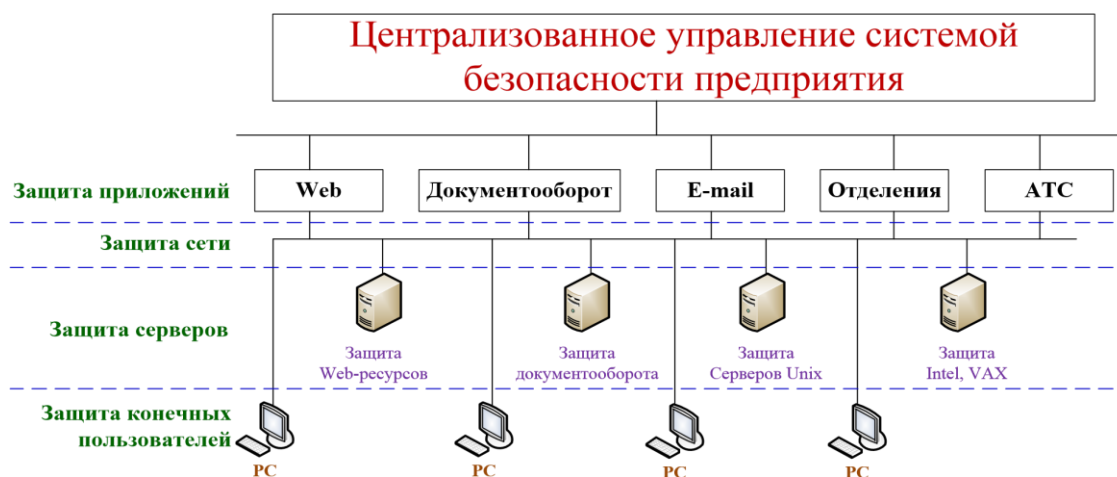 Централизованное управление системой
безопасности предприятия
Защита приложений
Web
Документооборот
E-mail
Отделения
АТС
Защита сети
Защита серверов
Защита
Web-ресурсов
Защита
документооборота
Защита
Серверов Unix
Защита
Intel, VAX
Защита конечных
пользователей
PC
PC
PC
PC